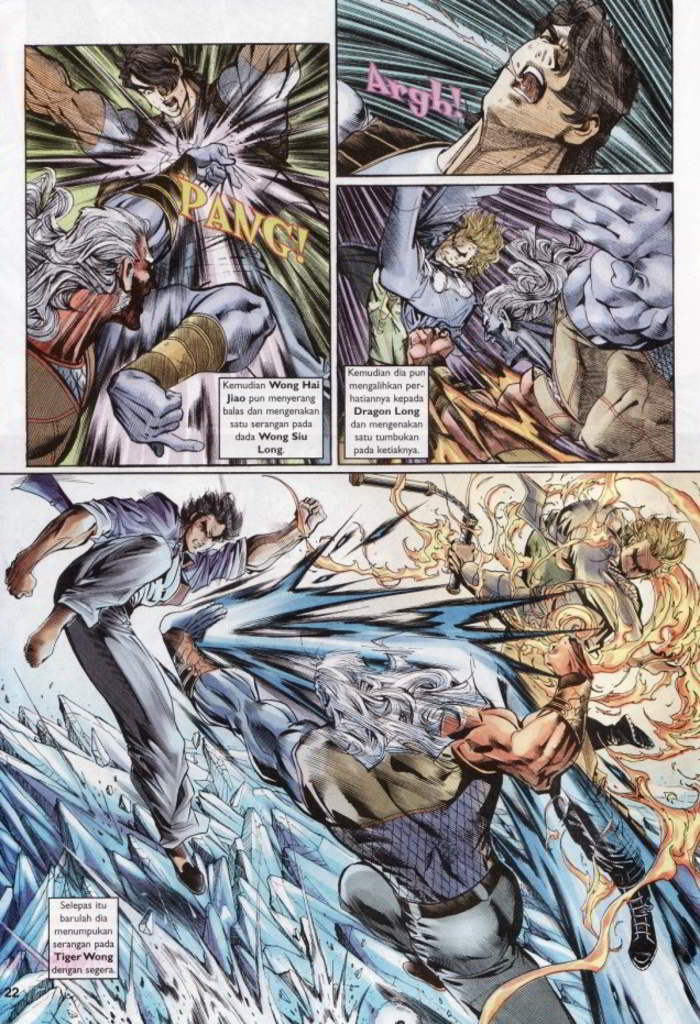 Argh!
PANG!
Kemudian Wong Hai
Jiao pun menyerang
balas dan mengenakan
satu serangan pada
dada Wong Siu
Long.
Kemudian dia pun
mengalihkan per-
hatiannya kepada
Dragon Long
dan mengenakan
satu tumbukan
pada ketiaknya.
Selepas itu
barulah dia
menumpukan
serangan pada
Tiger Wong
dengan segera.
22